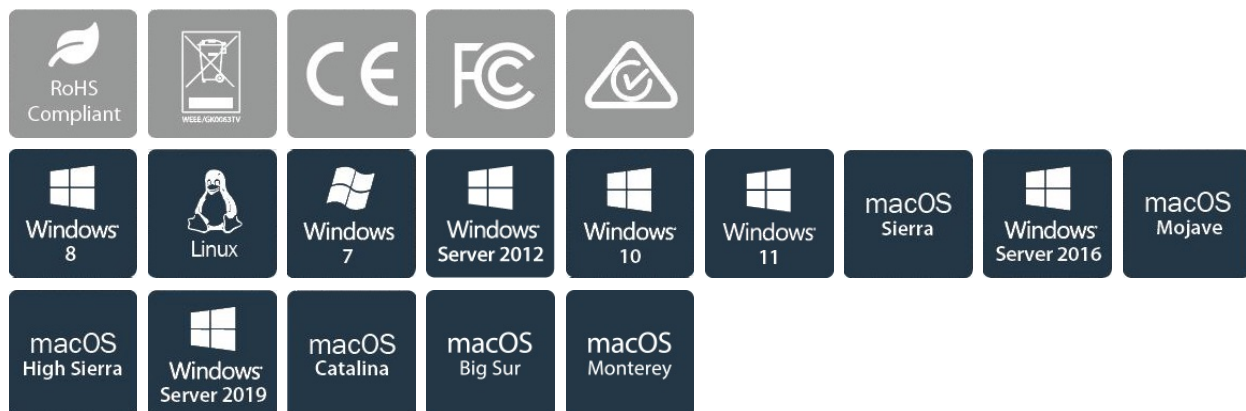 RoHS
Compliant
WEEE/GK0063TV
CE
FC
Windows
8
Linux
Windows
7
Windows
Server 2012
Windows
10
Windows
11
macOS
Sierra
Windows
Server 2016
macOS
Mojave
macOS
High Sierra
Windows
Server 2019
macOS
Catalina
macOS
Big Sur
macOS
Monterey